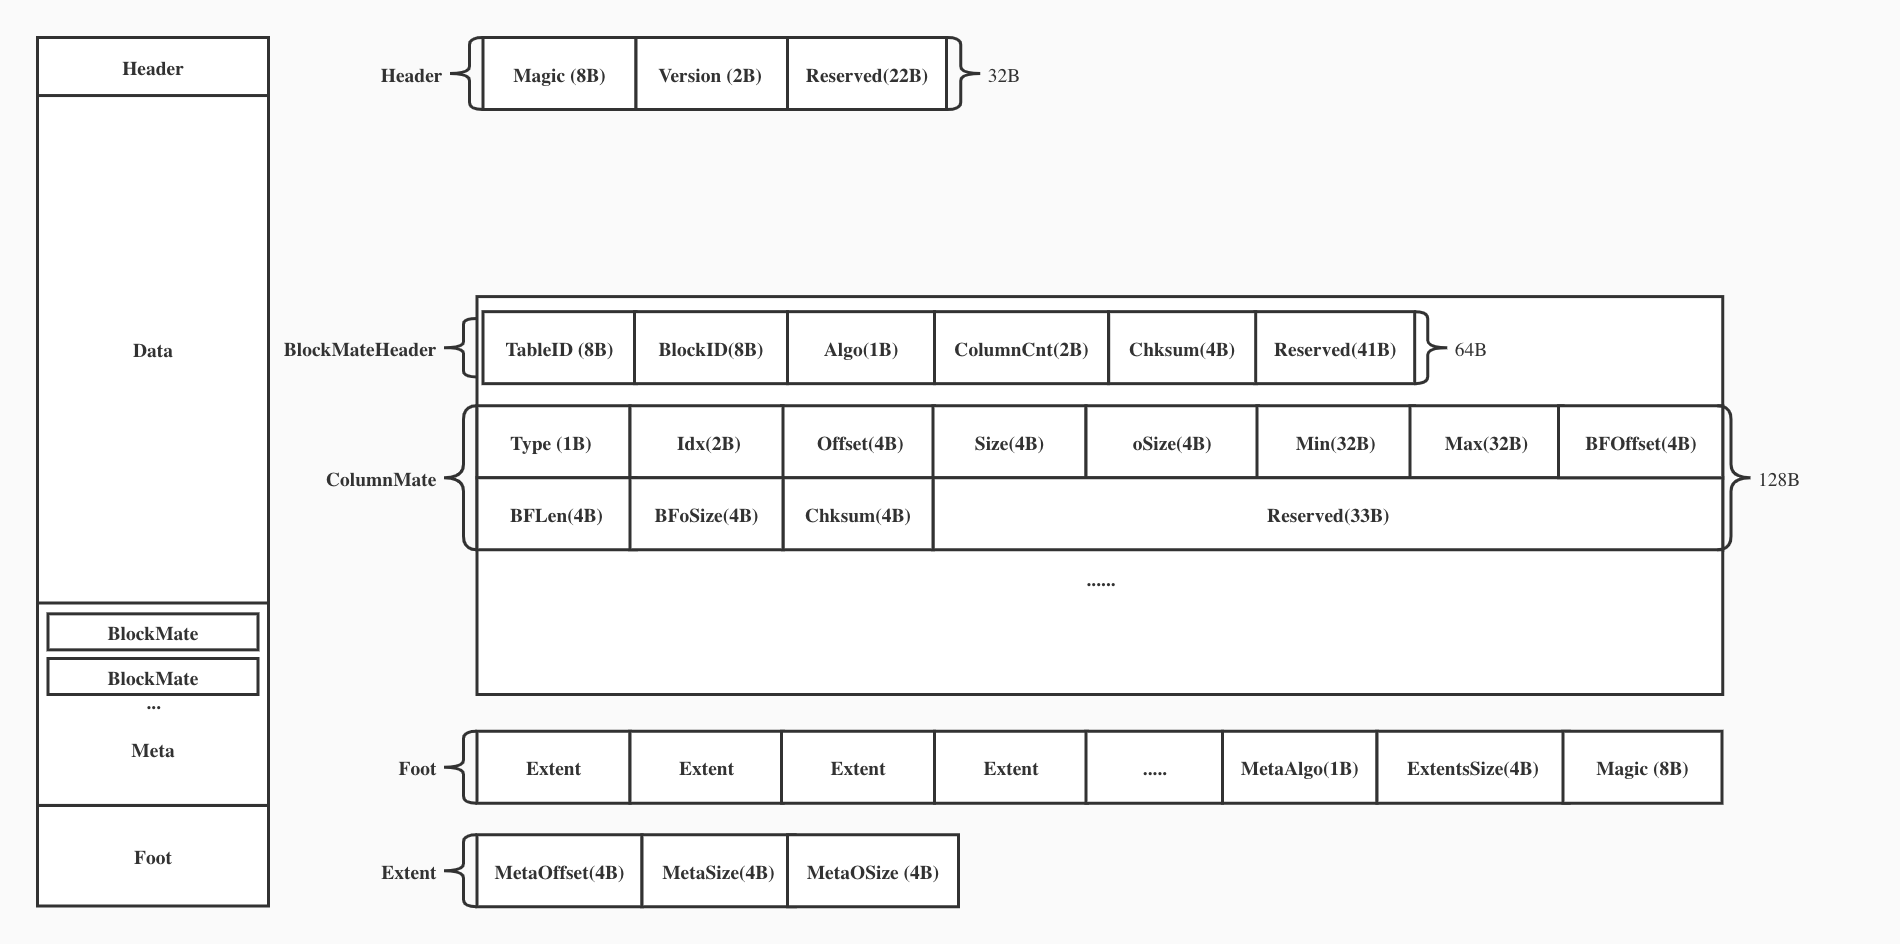 Header
Data
BlockMate
BlockMate
...
Meta
Foot
Header
Magic (8B)
Version (2B)
Reserved(22B)
32B
BlockMateHeader
TableID (8B)
BlockID(8B)
Algo(1B)
ColumnCnt(2B)
Chksum(4B)
Reserved(41B)
64B
ColumnMate
Type (1B)
Idx(2B)
Offset(4B)
Size(4B)
oSize(4B)
Min(32B)
Max(32B)
BFOffset(4B)
128B
BFLen(4B)
BFoSize(4B)
Chksum(4B)
Reserved(33B)
......
Foot
Extent
Extent
Extent
Extent
.....
MetaAlgo(1B)
ExtentsSize(4B)
Magic (8B)
Extent
MetaOffset(4B)
MetaSize(4B)
MetaOSize (4B)